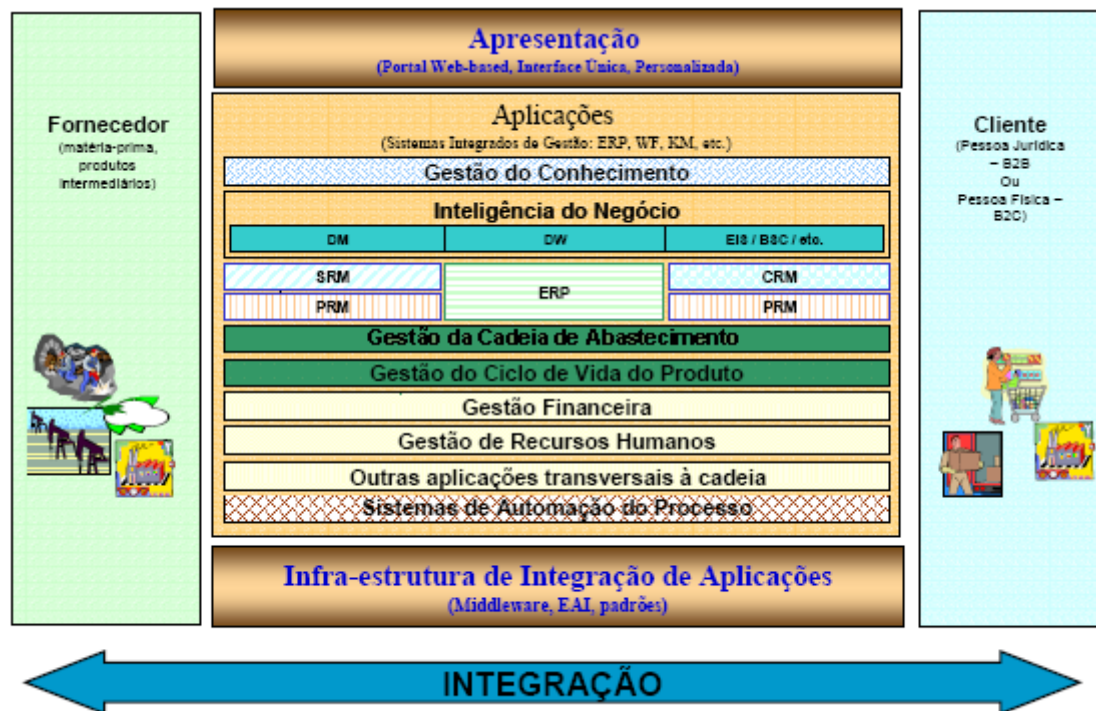 Apresentação
(Portal Web-based, Interface Única, Personalizada)
Fornecedor
(matéria-prima,
produtos
intermediários)
Aplicações
(Sistemas Integrados de Gestão: ERP, WF, KM, etc.)
Gestão do Conhecimento
Inteligência do Negócio
DM
DW
EIS / BSC / etc.
SRM
PRM
ERP
CRM
PRM
Gestão da Cadeia de Abastecimento
Gestão do Ciclo de Vida do Produto
Gestão Financeira
Gestão de Recursos Humanos
Outras aplicações transversais à cadeia
Sistemas de Automação do Processo
Cliente
(Pessoa Jurídica
– B2B
Ou
Pessoa Física –
B2C)
Infra-estrutura de Integração de Aplicações
(Middleware, EAI, padrões)
INTEGRAÇÃO